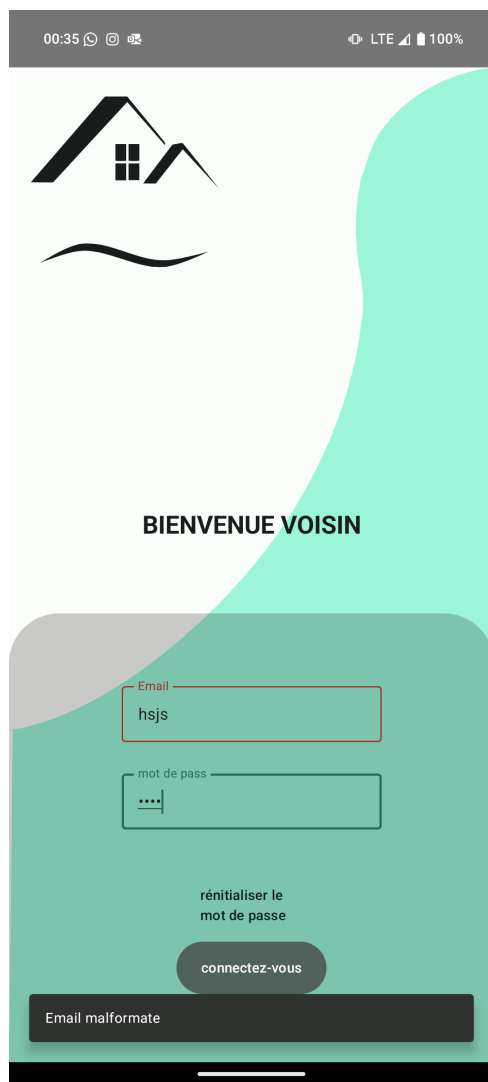 00:35 LTE 100%
BIENVENUE VOISIN
Email
hsjs
mot de pass
••••
rénitialiser le
mot de passe
connectez-vous
Email malformate